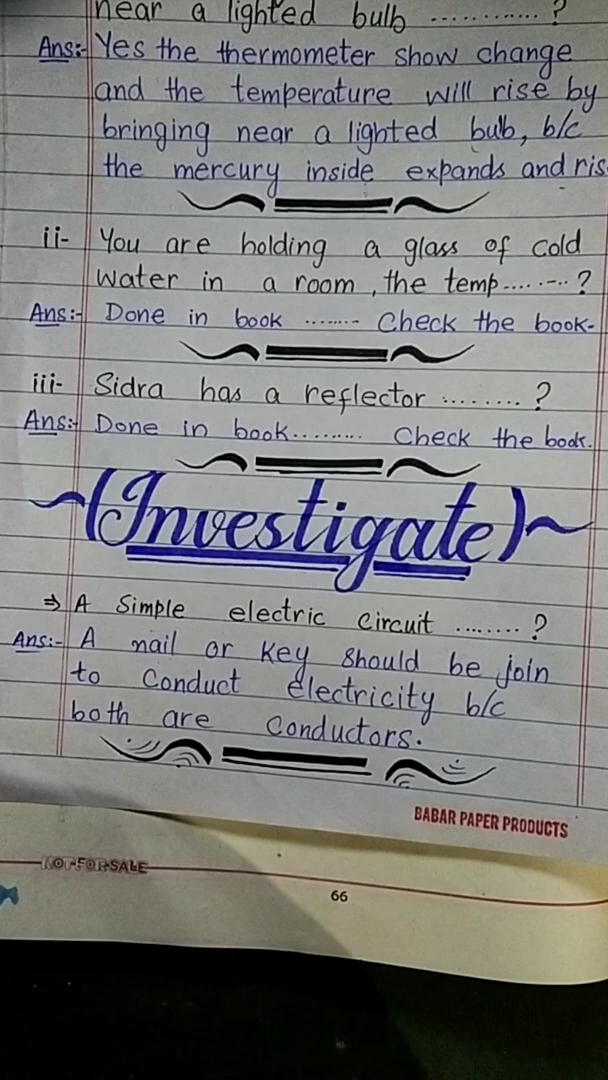 near a lighted bulb ............?
Ans:- Yes the thermometer show change
and the temperature will rise by
bringing near a lighted bulb, b/c
the mercury inside expands and ris
ii- You are holding a glass of cold
water in a room, the temp.........?
Ans:- Done in book ........ Check the book-
iii- Sidra has a reflector .........?
Ans:- Done in book......... Check the book.
~(Investigate)~
⇒ A Simple electric circuit ........?
Ans:- A nail or key should be join
to conduct electricity b/c
both are conductors.
BABAR PAPER PRODUCTS
NOT FOR SALE
66